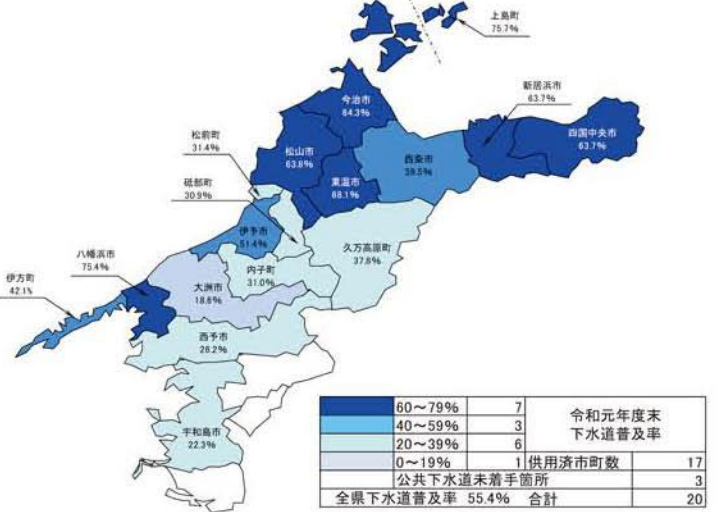 上島町
75.7%
新居浜市
63.7%
今治市
64.3%
四国中央市
63.7%
松前町
31.4%
松山市
63.8%
西条市
59.5%
砥部町
30.9%
東温市
68.1%
伊予市
51.4%
久万高原町
37.8%
八幡浜市
75.4%
内子町
31.0%
伊方町
42.1%
大洲市
18.6%
西予市
28.2%
宇和島市
22.3%
60～79% 7
令和元年度末
下水道普及率
40～59% 3
20～39% 6
0～19% 1 供用済市町数 17
公共下水道未着手箇所 3
全県下水道普及率 55.4% 合計 20